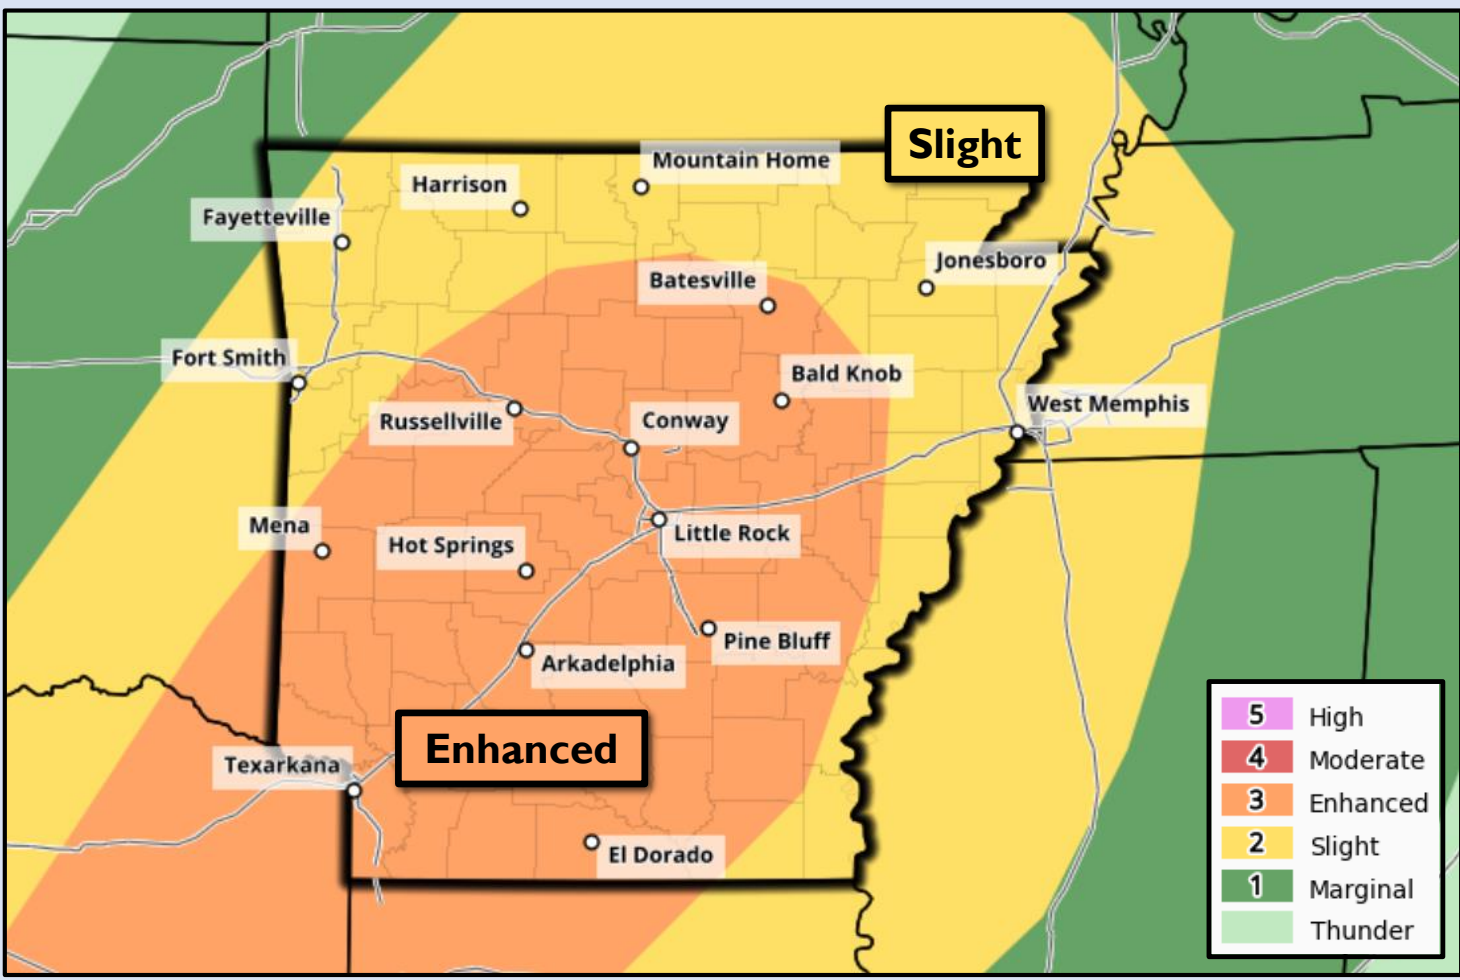 Slight
Mountain Home
Harrison
Fayetteville
Jonesboro
Batesville
Fort Smith
Bald Knob
West Memphis
Russellville
Conway
Mena
Little Rock
Hot Springs
Pine Bluff
Arkadelphia
Enhanced
Texarkana
El Dorado
5 High
4 Moderate
3 Enhanced
2 Slight
1 Marginal
Thunder